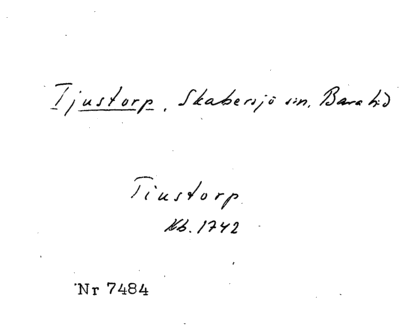 Tjustorp, Skabersjö sn, Bara hd
Tiustorp
Kb. 1742
Nr 7484